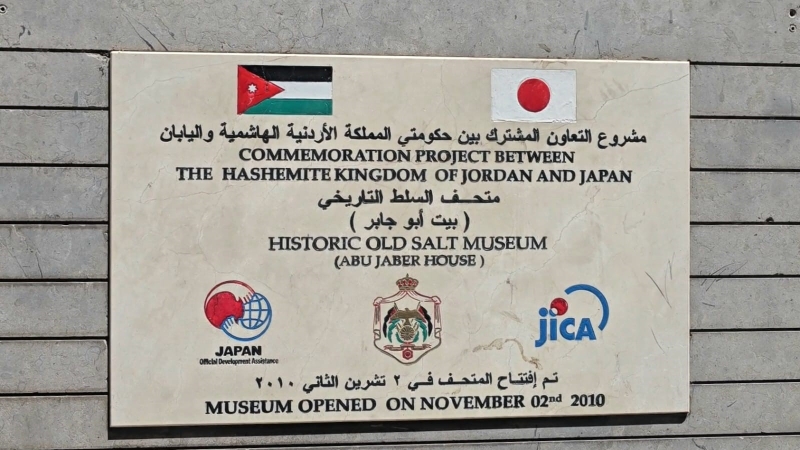 مشروع التعاون المشترك بين حكومتي المملكة الأردنية الهاشمية واليابان
COMMEMORATION PROJECT BETWEEN
THE HASHEMITE KINGDOM OF JORDAN AND JAPAN
متحف السلط التاريخي
( بيت أبو جابر )
HISTORIC OLD SALT MUSEUM
(ABU JABER HOUSE )
JAPAN
Official Development Assistance
jICA
تم إفتتاح المتحف في ٢ تشرين الثاني ٢٠١٠
MUSEUM OPENED ON NOVEMBER 02nd 2010